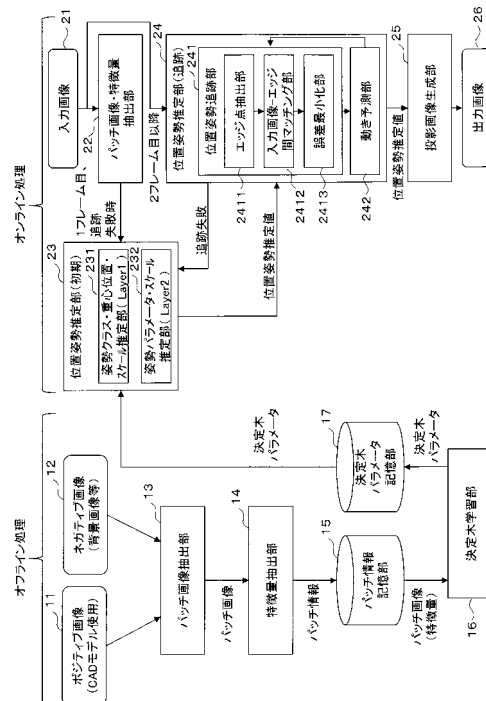 オフライン処理
11
ポジティブ画像
(CADモデル使用)
12
ネガティブ画像
(背景画像等)
13
パッチ画像抽出部
パッチ画像
14
特徴量抽出部
パッチ情報
15
パッチ情報
記憶部
パッチ画像
(特徴量)
16
決定木学習部
決定木
パラメータ
17
決定木
パラメータ
記憶部
決定木
パラメータ
オンライン処理
21
入力画像
22
パッチ画像・特徴量
抽出部
1フレーム目、
追跡
失敗時
2フレーム目以降
23
位置姿勢推定部(初期)
231
姿勢クラス・重心位置・
スケール推定部(Layer1)
232
姿勢パラメータ・スケール
推定部(Layer2)
追跡失敗
位置姿勢推定値
24
位置姿勢推定部(追跡)
241
位置姿勢追跡部
2411
エッジ点抽出部
2412
入力画像-エッジ
間マッチング部
2413
誤差最小化部
242
動き予測部
位置姿勢推定値
25
投影画像生成部
26
出力画像